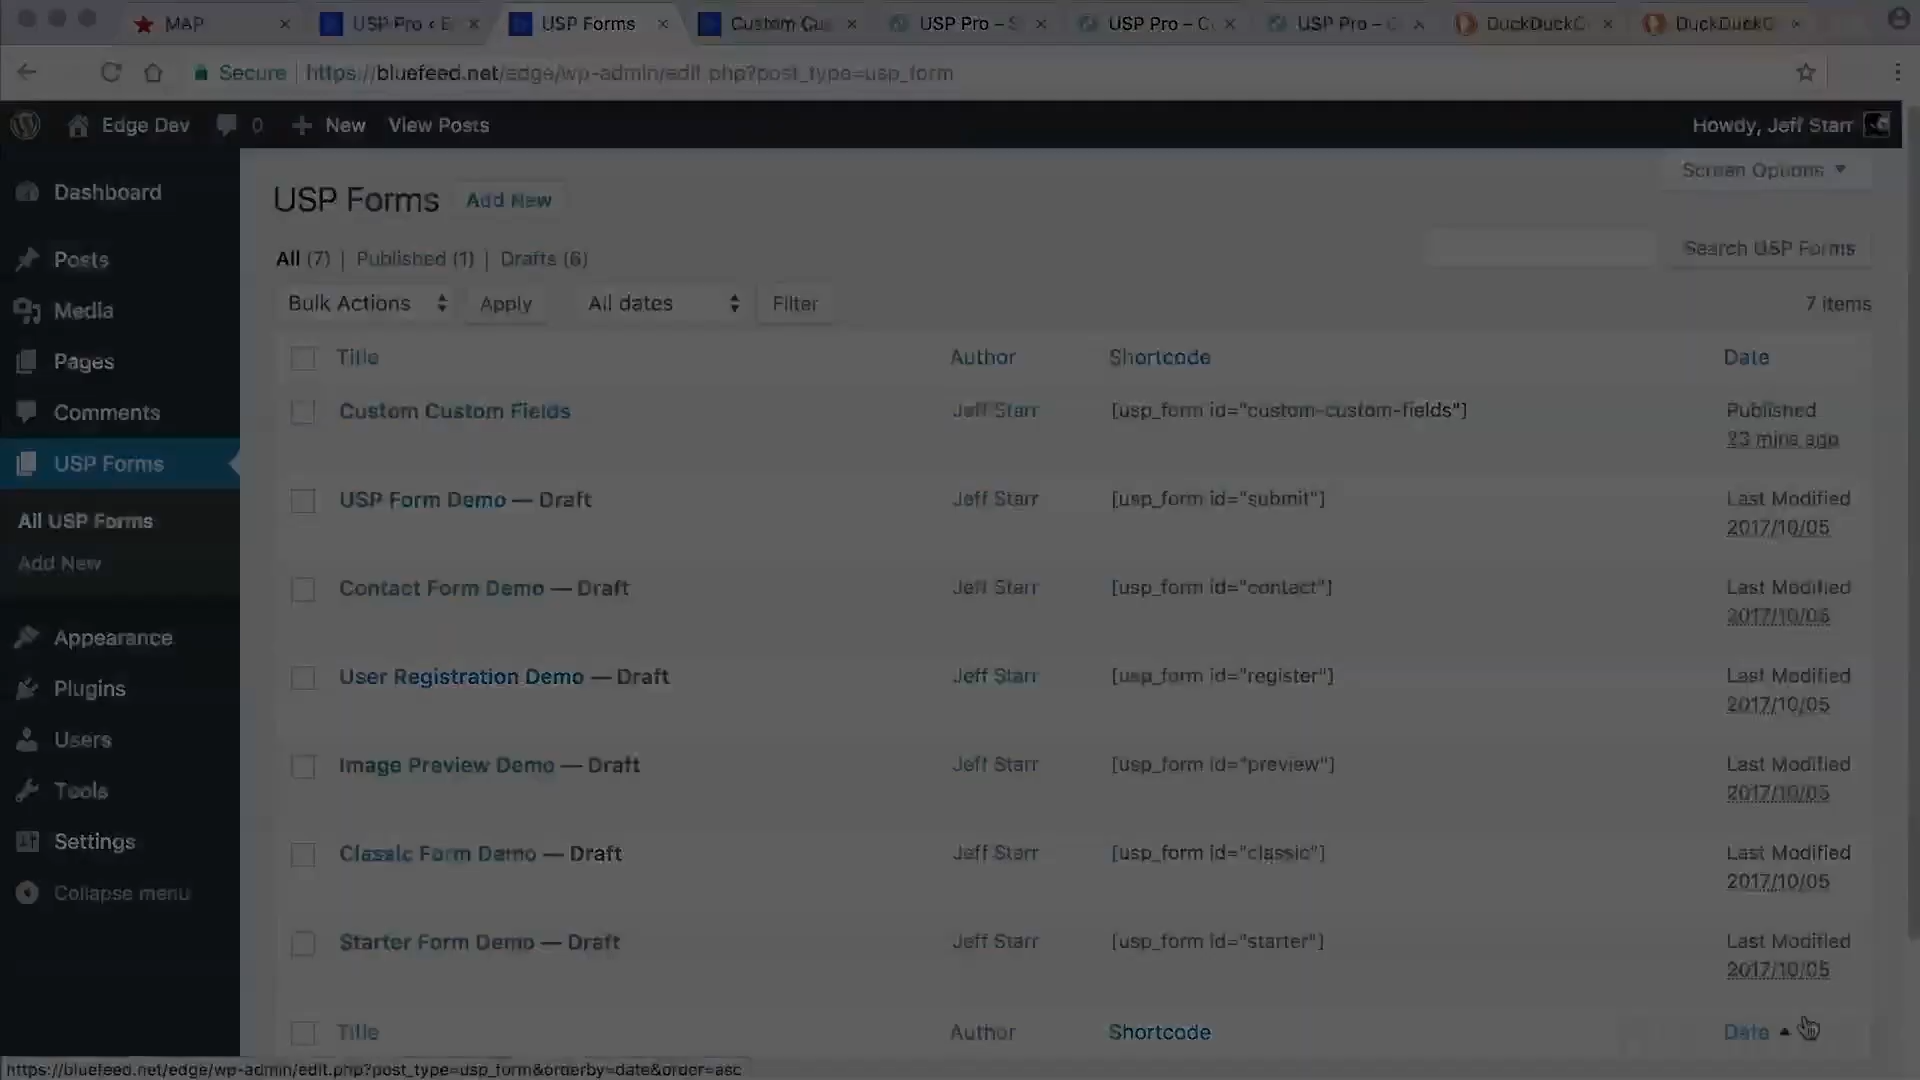 MAP
USP Pro ‹ E
USP Forms
Custom Cus
USP Pro – S
USP Pro – C
USP Pro – C
DuckDuckG
DuckDuckG
Secure https://bluefeed.net/edge/wp-admin/edit.php?post_type=usp_form
Edge Dev 0 New View Posts
Howdy, Jeff Starr
Screen Options
Dashboard
Posts
Media
Pages
Comments
USP Forms
All USP Forms
Add New
Appearance
Plugins
Users
Tools
Settings
Collapse menu
USP Forms Add New
All (7) | Published (1) | Drafts (6)
Search USP Forms
Bulk Actions Apply All dates Filter
7 items
Title Author Shortcode Date
Custom Custom Fields Jeff Starr [usp_form id="custom-custom-fields"] Published
23 mins ago
USP Form Demo — Draft Jeff Starr [usp_form id="submit"] Last Modified
2017/10/05
Contact Form Demo — Draft Jeff Starr [usp_form id="contact"] Last Modified
2017/10/05
User Registration Demo — Draft Jeff Starr [usp_form id="register"] Last Modified
2017/10/05
Image Preview Demo — Draft Jeff Starr [usp_form id="preview"] Last Modified
2017/10/05
Classic Form Demo — Draft Jeff Starr [usp_form id="classic"] Last Modified
2017/10/05
Starter Form Demo — Draft Jeff Starr [usp_form id="starter"] Last Modified
2017/10/05
Title Author Shortcode Date
https://bluefeed.net/edge/wp-admin/edit.php?post_type=usp_form&orderby=date&order=asc